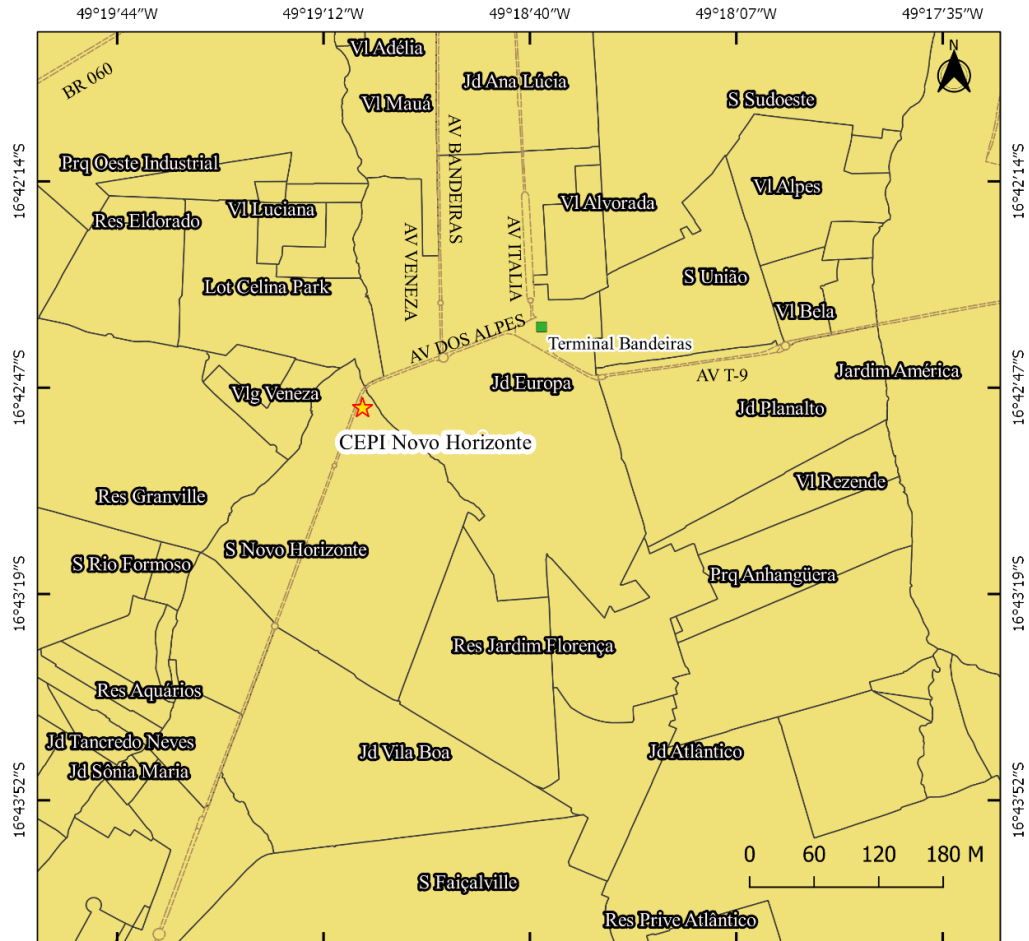 49°19′44″W 49°19′12″W 49°18′40″W 49°18′07″W 49°17′35″W
N
Vl Adélia
BR 060
Jd Ana Lúcia
Vl Mauá
S Sudoeste
AV BANDEIRAS
Prq Oeste Industrial
16°42′14″S
16°42′14″S
Vl Alpes
Vl Luciana
Vl Alvorada
Res Eldorado
AV VENEZA
AV ITALIA
S União
Lot Celina Park
Vl Bela
AV DOS ALPES
Terminal Bandeiras
AV T-9
Jardim América
Jd Europa
16°42′47″S
16°42′47″S
Vlg Veneza
Jd Planalto
CEPI Novo Horizonte
Vl Rezende
Res Granville
S Novo Horizonte
S Rio Formoso
Prq Anhangüera
16°43′19″S
16°43′19″S
Res Jardim Florença
Res Aquários
Jd Tancredo Neves
Jd Vila Boa
Jd Atlântico
Jd Sônia Maria
16°43′52″S
16°43′52″S
0 60 120 180 M
S Faiçalville
Res Prive Atlântico